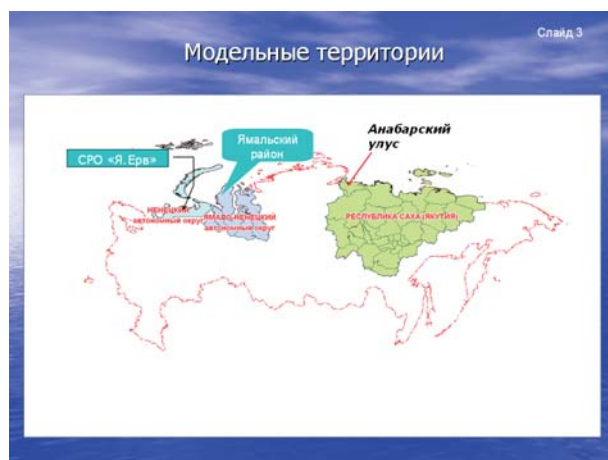 Слайд 3
Модельные территории
Анабарский
улус
Ямальский
район
СРО «Я.Ерв»
НЕНЕЦКИЙ
автономный округ
ЯМАЛО-НЕНЕЦКИЙ
автономный округ
РЕСПУБЛИКА САХА (ЯКУТИЯ)